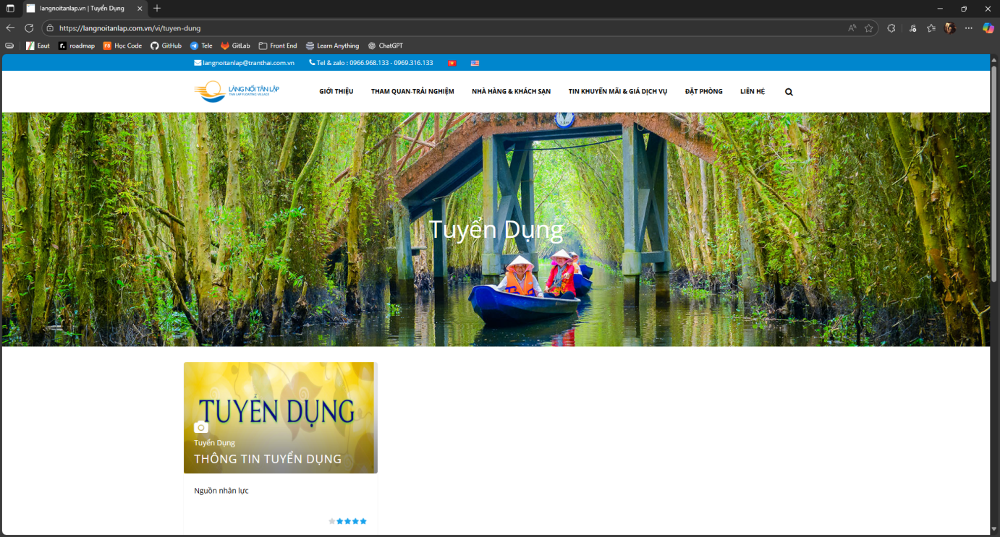 langnoitanlap.vn | Tuyển Dụng
https://langnoitanlap.com.vn/vi/tuyen-dung
Eaut roadmap Học Code GitHub Tele GitLab Front End Learn Anything ChatGPT
langnoitanlap@tranthai.com.vn Tel & zalo : 0966.968.133 - 0969.316.133
LÀNG NỔI TÂN LẬP
TAN LAP FLOATING VILLAGE
GIỚI THIỆU THAM QUAN-TRẢI NGHIỆM NHÀ HÀNG & KHÁCH SẠN TIN KHUYẾN MÃI & GIÁ DỊCH VỤ ĐẶT PHÒNG LIÊN HỆ
Tuyển Dụng
TUYỂN DỤNG
Tuyển Dụng
THÔNG TIN TUYỂN DỤNG
Nguồn nhân lực